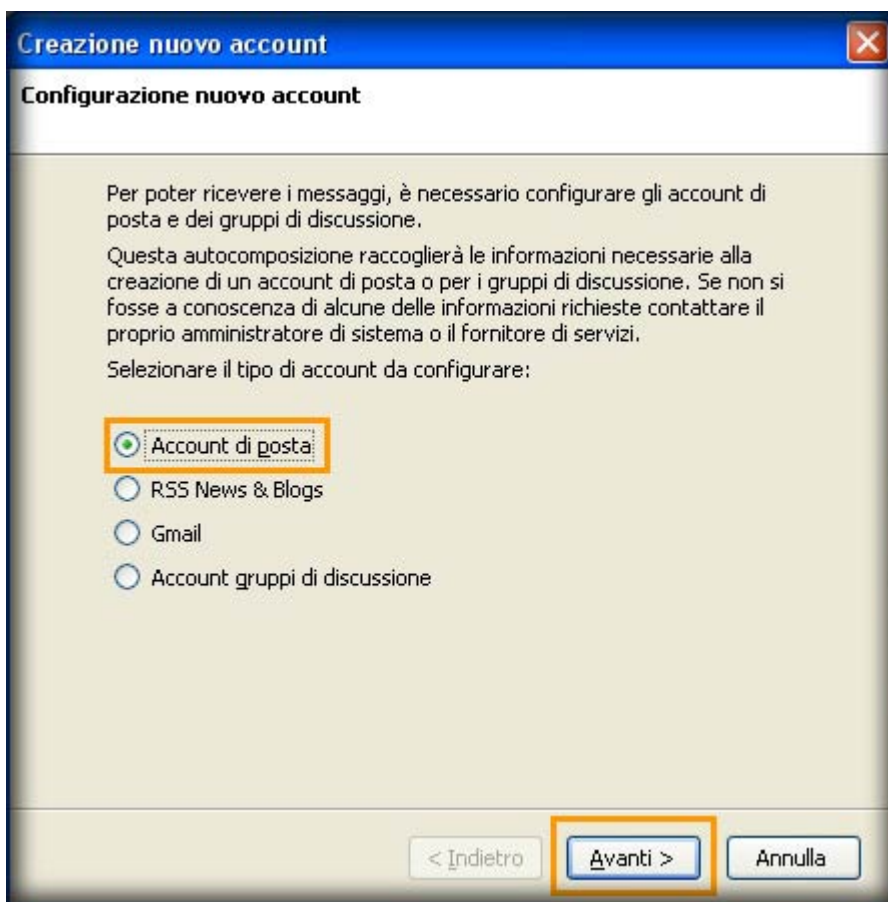 Creazione nuovo account
Configurazione nuovo account
Per poter ricevere i messaggi, è necessario configurare gli account di
posta e dei gruppi di discussione.
Questa autocomposizione raccoglierà le informazioni necessarie alla
creazione di un account di posta o per i gruppi di discussione. Se non si
fosse a conoscenza di alcune delle informazioni richieste contattare il
proprio amministratore di sistema o il fornitore di servizi.
Selezionare il tipo di account da configurare:
Account di posta
RSS News & Blogs
Gmail
Account gruppi di discussione
< Indietro
Avanti >
Annulla